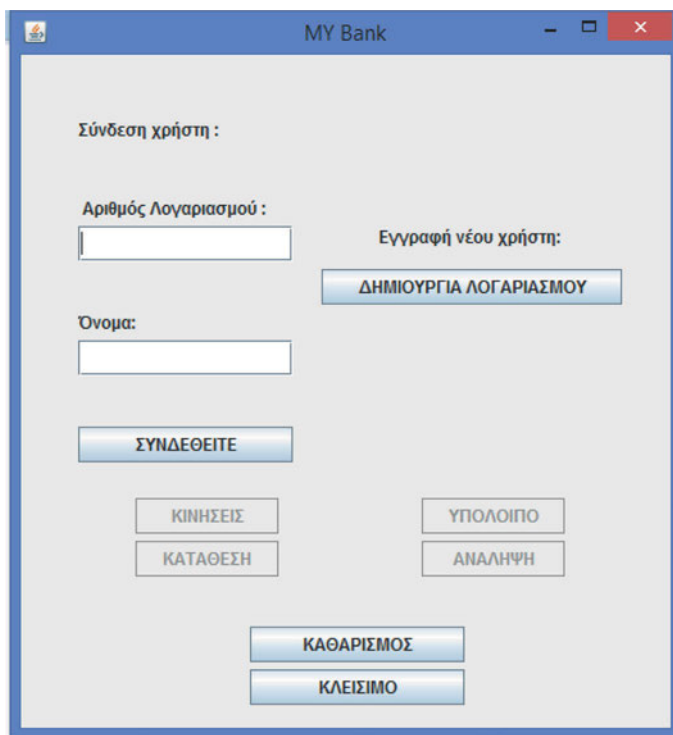 MY Bank
Σύνδεση χρήστη :
Αριθμός Λογαριασμού :
Εγγραφή νέου χρήστη:
ΔΗΜΙΟΥΡΓΙΑ ΛΟΓΑΡΙΑΣΜΟΥ
Όνομα:
ΣΥΝΔΕΘΕΙΤΕ
ΚΙΝΗΣΕΙΣ ΥΠΟΛΟΙΠΟ
ΚΑΤΑΘΕΣΗ ΑΝΑΛΗΨΗ
ΚΑΘΑΡΙΣΜΟΣ
ΚΛΕΙΣΙΜΟ